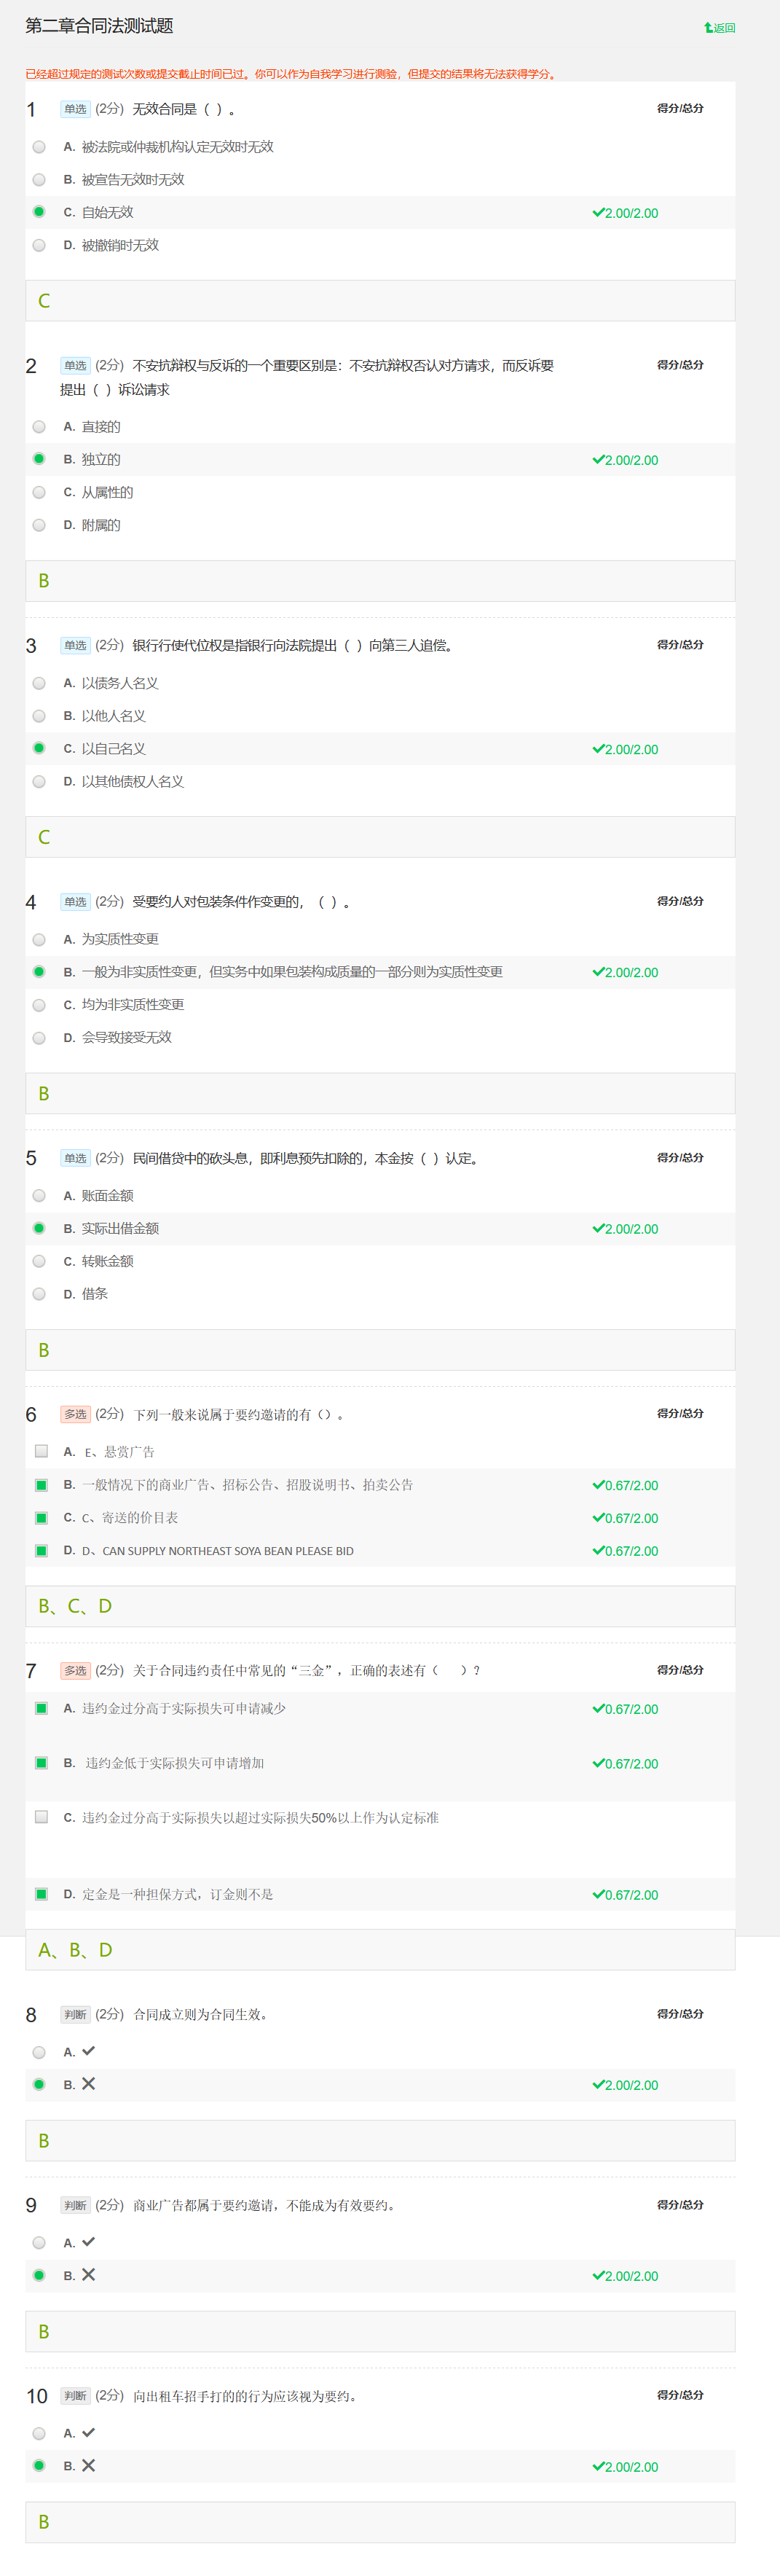 第二章合同法测试题
返回
已经超过规定的测试次数或提交截止时间已过。你可以作为自我学习进行测验，但提交的结果将无法获得学分。
1 单选 (2分) 无效合同是（ ）。 得分/总分
A. 被法院或仲裁机构认定无效时无效
B. 被宣告无效时无效
C. 自始无效 2.00/2.00
D. 被撤销时无效
C
2 单选 (2分) 不安抗辩权与反诉的一个重要区别是：不安抗辩权否认对方请求，而反诉要 得分/总分
提出（ ）诉讼请求
A. 直接的
B. 独立的 2.00/2.00
C. 从属性的
D. 附属的
B
3 单选 (2分) 银行行使代位权是指银行向法院提出（ ）向第三人追偿。 得分/总分
A. 以债务人名义
B. 以他人名义
C. 以自己名义 2.00/2.00
D. 以其他债权人名义
C
4 单选 (2分) 受要约人对包装条件作变更的，（ ）。 得分/总分
A. 为实质性变更
B. 一般为非实质性变更，但实务中如果包装构成质量的一部分则为实质性变更 2.00/2.00
C. 均为非实质性变更
D. 会导致接受无效
B
5 单选 (2分) 民间借贷中的砍头息，即利息预先扣除的，本金按（ ）认定。 得分/总分
A. 账面金额
B. 实际出借金额 2.00/2.00
C. 转账金额
D. 借条
B
6 多选 (2分) 下列一般来说属于要约邀请的有（）。 得分/总分
A. E、悬赏广告
B. 一般情况下的商业广告、招标公告、招股说明书、拍卖公告 0.67/2.00
C. C、寄送的价目表 0.67/2.00
D. D、CAN SUPPLY NORTHEAST SOYA BEAN PLEASE BID 0.67/2.00
B、C、D
7 多选 (2分) 关于合同违约责任中常见的“三金”，正确的表述有（ ）？ 得分/总分
A. 违约金过分高于实际损失可申请减少 0.67/2.00
B. 违约金低于实际损失可申请增加 0.67/2.00
C. 违约金过分高于实际损失以超过实际损失50%以上作为认定标准
D. 定金是一种担保方式，订金则不是 0.67/2.00
A、B、D
8 判断 (2分) 合同成立则为合同生效。 得分/总分
A.
B. 2.00/2.00
B
9 判断 (2分) 商业广告都属于要约邀请，不能成为有效要约。 得分/总分
A.
B. 2.00/2.00
B
10 判断 (2分) 向出租车招手打的的行为应该视为要约。 得分/总分
A.
B. 2.00/2.00
B